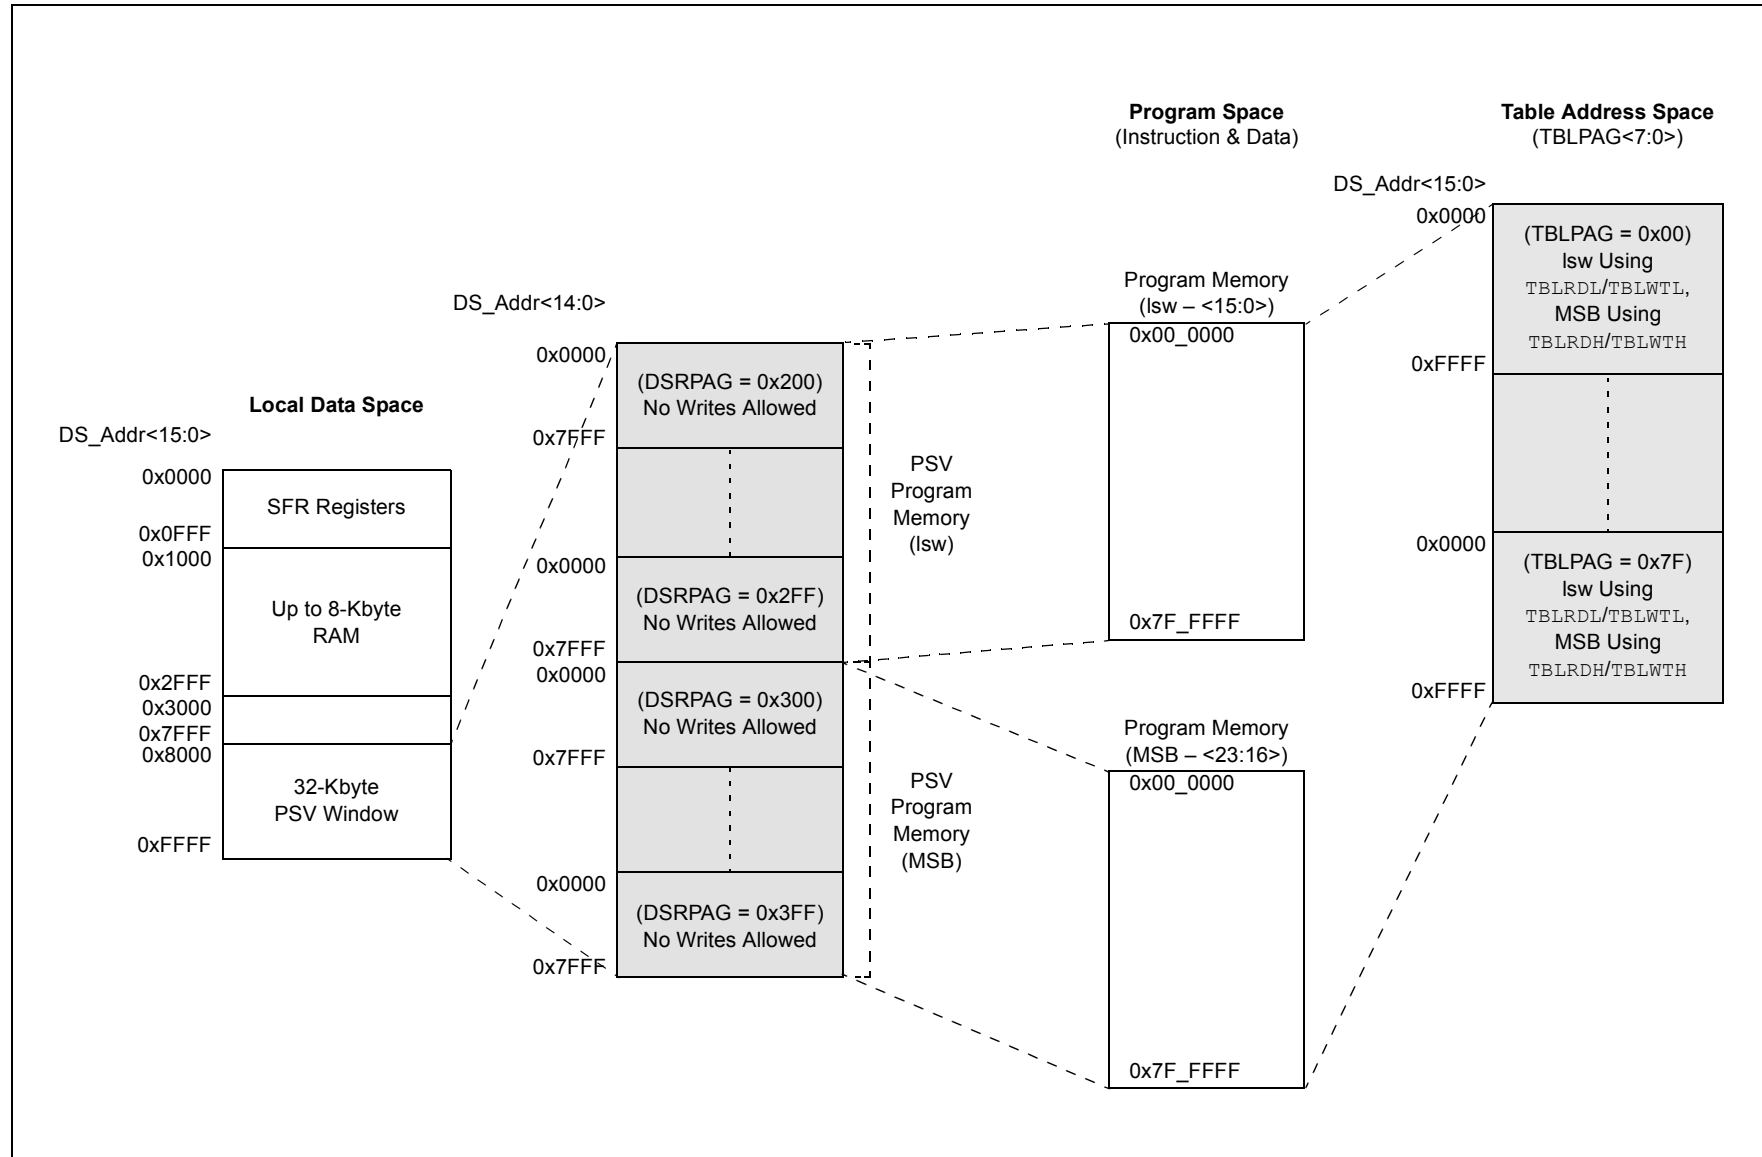 Local Data Space
DS_Addr<15:0>
0x0000
SFR Registers
0x0FFF
0x1000
Up to 8-Kbyte
RAM
0x2FFF
0x3000
0x7FFF
0x8000
32-Kbyte
PSV Window
0xFFFF
DS_Addr<14:0>
0x0000
(DSRPAG = 0x200)
No Writes Allowed
0x7FFF
0x0000
(DSRPAG = 0x2FF)
No Writes Allowed
0x7FFF
0x0000
(DSRPAG = 0x300)
No Writes Allowed
0x7FFF
0x0000
(DSRPAG = 0x3FF)
No Writes Allowed
0x7FFF
PSV
Program
Memory
(lsw)
PSV
Program
Memory
(MSB)
Program Space
(Instruction & Data)
Program Memory
(lsw – <15:0>)
0x00_0000
0x7F_FFFF
Program Memory
(MSB – <23:16>)
0x00_0000
0x7F_FFFF
Table Address Space
(TBLPAG<7:0>)
DS_Addr<15:0>
0x0000
(TBLPAG = 0x00)
lsw Using
TBLRDL/TBLWTL,
MSB Using
TBLRDH/TBLWTH
0xFFFF
0x0000
(TBLPAG = 0x7F)
lsw Using
TBLRDL/TBLWTL,
MSB Using
TBLRDH/TBLWTH
0xFFFF